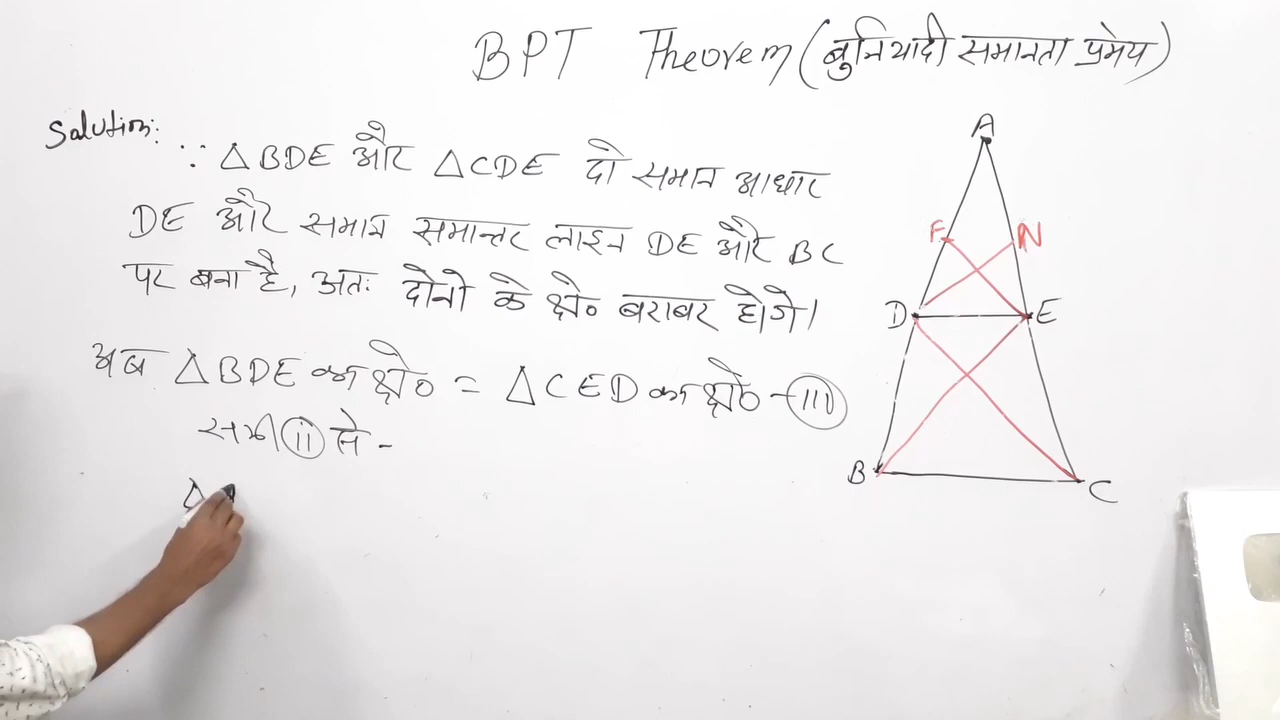 BPT Theorem (बुनियादी समानता प्रमेय)
Solution:
∵ △BDE और △CDE दो समान आधार
DE और समान समान्तर लाइन DE और BC
पर बना है, अतः दोनो के क्षे० बराबर होगे।
अब △BDE का क्षे० = △CED का क्षे० - (iii)
समी (ii) से -
△
A
F
N
D
E
B
C